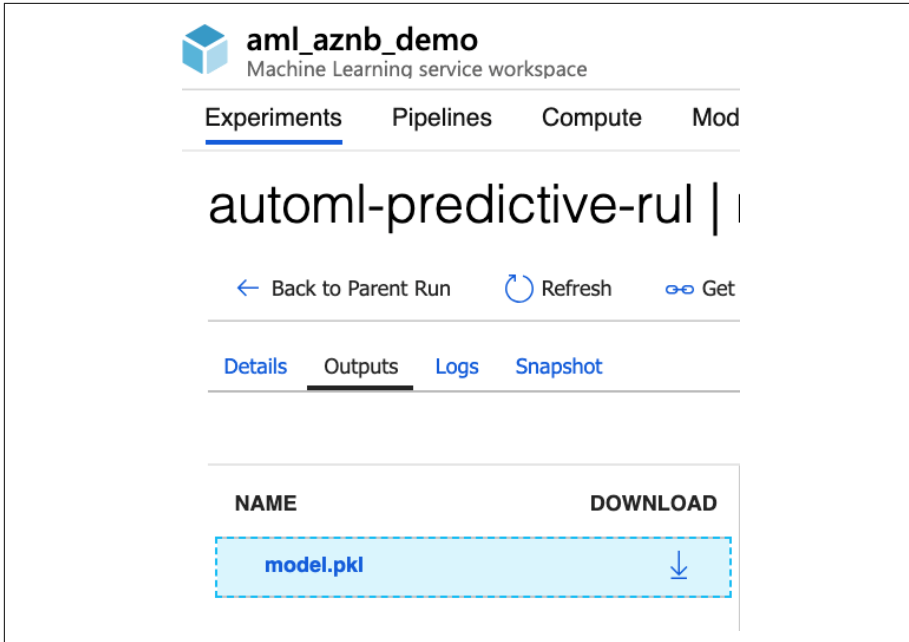 aml_aznb_demo
Machine Learning service workspace
Experiments Pipelines Compute Mod
automl-predictive-rul |
Back to Parent Run Refresh Get
Details Outputs Logs Snapshot
NAME DOWNLOAD
model.pkl